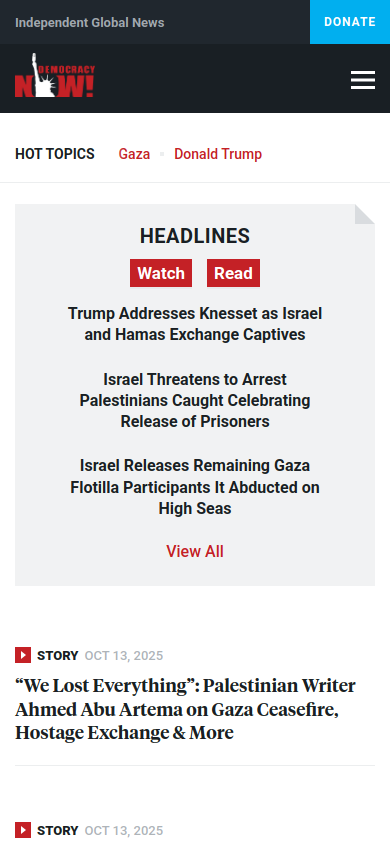 Independent Global News
DONATE
DEMOCRACY
NOW!
HOT TOPICS
Gaza
Donald Trump
HEADLINES
Watch
Read
Trump Addresses Knesset as Israel
and Hamas Exchange Captives
Israel Threatens to Arrest
Palestinians Caught Celebrating
Release of Prisoners
Israel Releases Remaining Gaza
Flotilla Participants It Abducted on
High Seas
View All
STORY OCT 13, 2025
“We Lost Everything”: Palestinian Writer
Ahmed Abu Artema on Gaza Ceasefire,
Hostage Exchange & More
STORY OCT 13, 2025